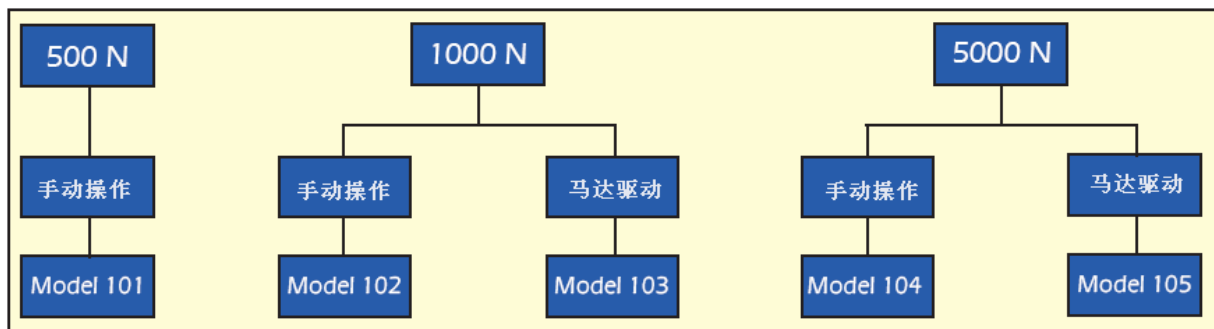 500 N
1000 N
5000 N
手动操作
手动操作
马达驱动
手动操作
马达驱动
Model 101
Model 102
Model 103
Model 104
Model 105